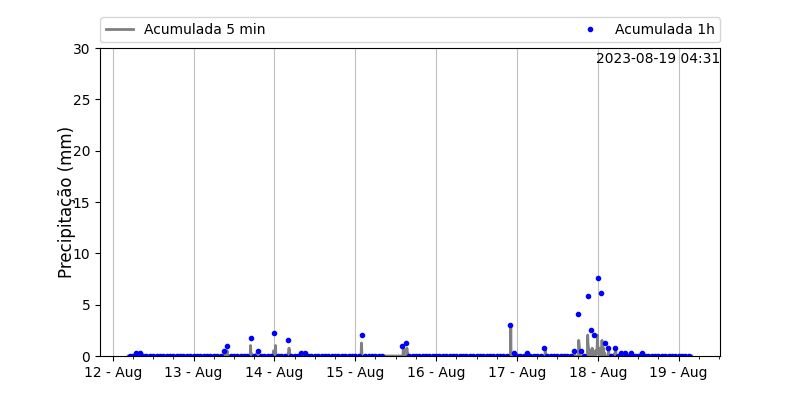 Acumulada 5 min Acumulada 1h
2023-08-19 04:31
Precipitação (mm)
30
25
20
15
10
5
0
12 - Aug 13 - Aug 14 - Aug 15 - Aug 16 - Aug 17 - Aug 18 - Aug 19 - Aug